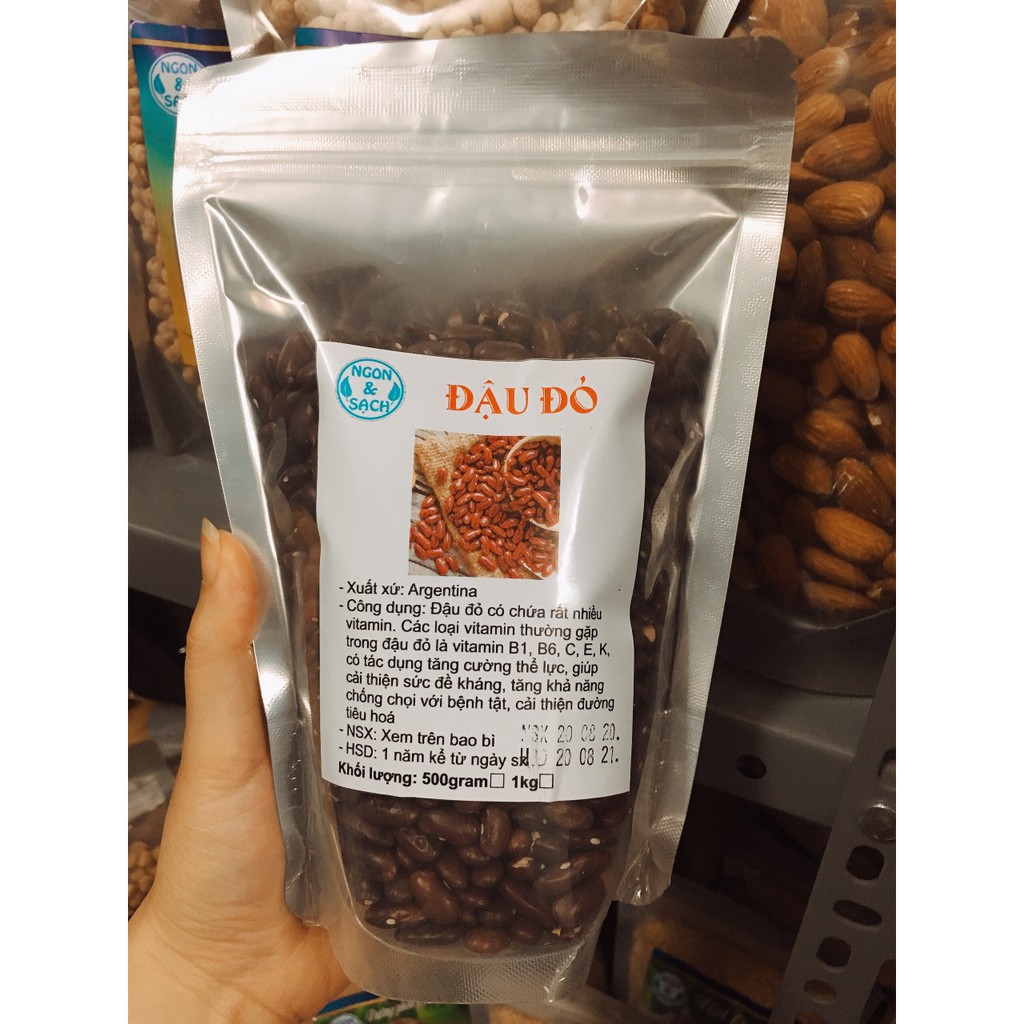 NGON
&
NGON
&
SẠCH
ĐẬU ĐỎ
- Xuất xứ: Argentina
- Công dụng: Đậu đỏ có chứa rất nhiều
vitamin. Các loại vitamin thường gặp
trong đậu đỏ là vitamin B1, B6, C, E, K,
có tác dụng tăng cường thể lực, giúp
cải thiện sức đề kháng, tăng khả năng
chống chọi với bệnh tật, cải thiện đường
tiêu hoá
- NSX: Xem trên bao bì NSX 20 08 20.
- HSD: 1 năm kể từ ngày sx HSD 20 08 21.
Khối lượng: 500gram☐ 1kg☐